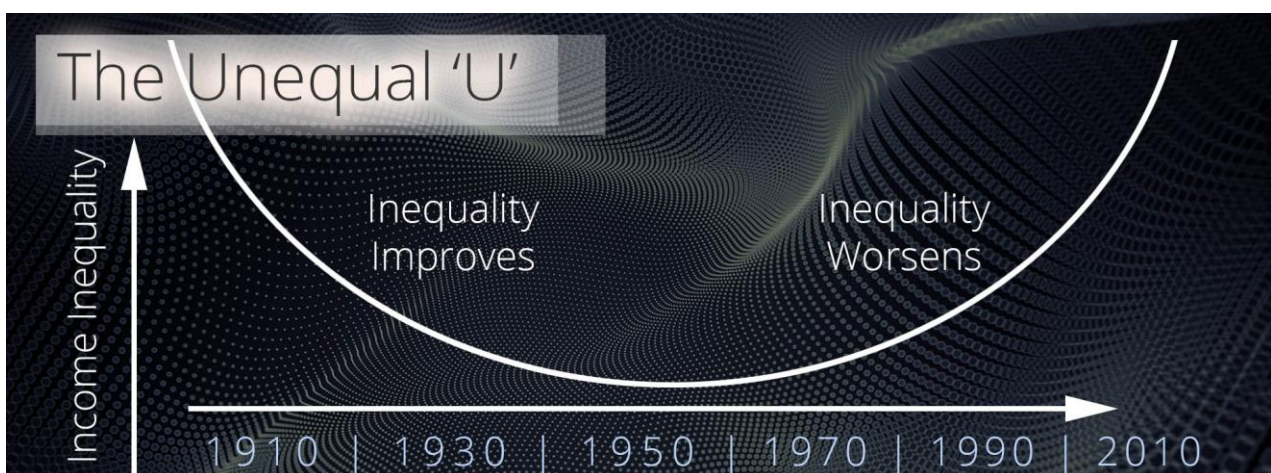 The Unequal ‘U’
Income Inequality
Inequality
Improves
Inequality
Worsens
1910 | 1930 | 1950 | 1970 | 1990 | 2010